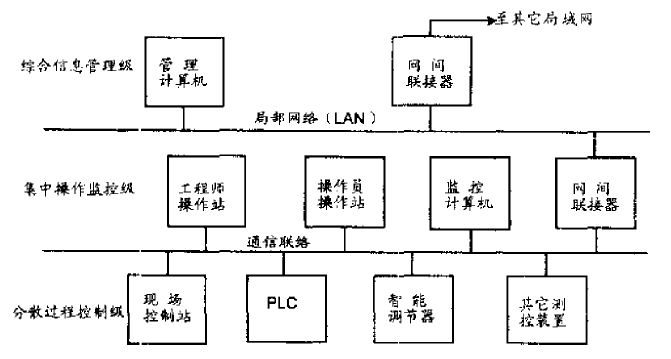 至其它局域网
综合信息管理级
管理
计算机
网间
联接器
局部网络（LAN）
集中操作监控级
工程师
操作站
操作员
操作站
监控
计算机
网间
联接器
通信联络
分散过程控制级
现场
控制站
PLC
智能
调节器
其它测
控装置